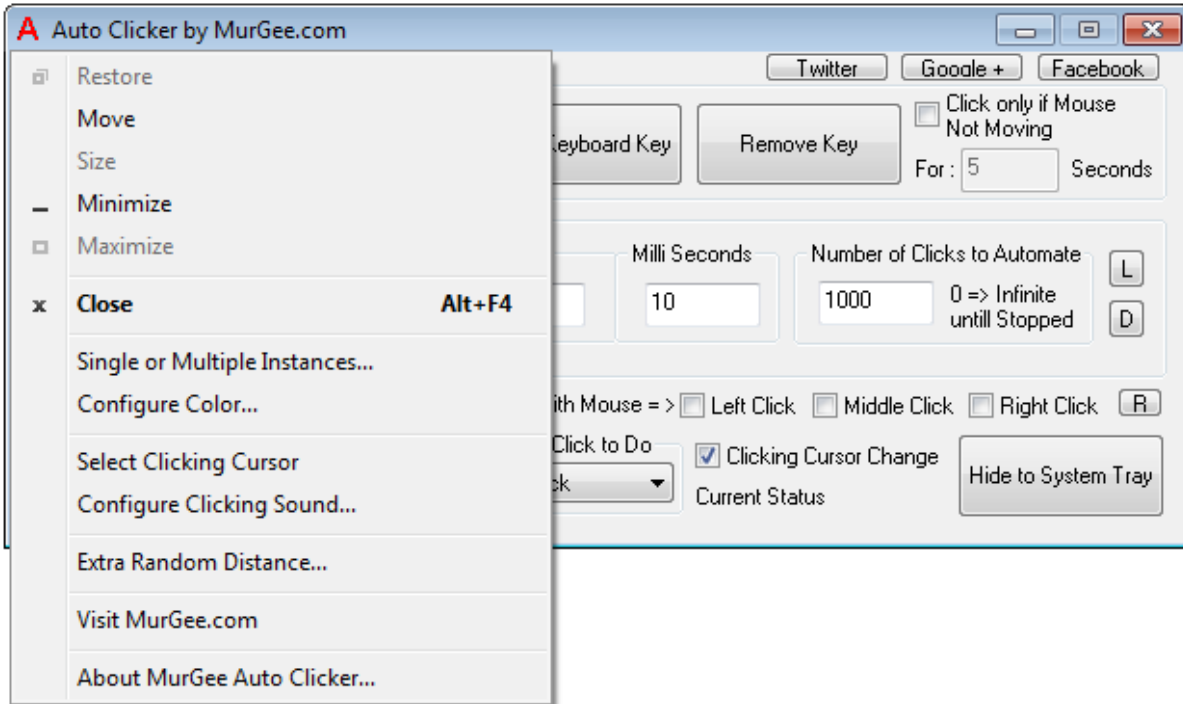 Auto Clicker by MurGee.com
Restore
Move
Size
Minimize
Maximize
Close Alt+F4
Single or Multiple Instances...
Configure Color...
Select Clicking Cursor
Configure Clicking Sound...
Extra Random Distance...
Visit MurGee.com
About MurGee Auto Clicker...
Twitter Google + Facebook
Keyboard Key
Remove Key
Click only if Mouse
Not Moving
For : 5 Seconds
Milli Seconds
10
Number of Clicks to Automate
1000
0 => Infinite
untill Stopped
L
D
ith Mouse = > Left Click Middle Click Right Click R
Click to Do
ck
Clicking Cursor Change
Current Status
Hide to System Tray